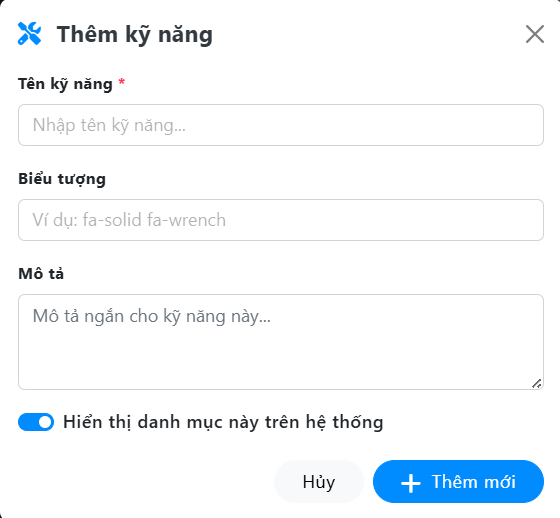 Thêm kỹ năng
Tên kỹ năng *
Nhập tên kỹ năng...
Biểu tượng
Ví dụ: fa-solid fa-wrench
Mô tả
Mô tả ngắn cho kỹ năng này...
Hiển thị danh mục này trên hệ thống
Hủy
Thêm mới